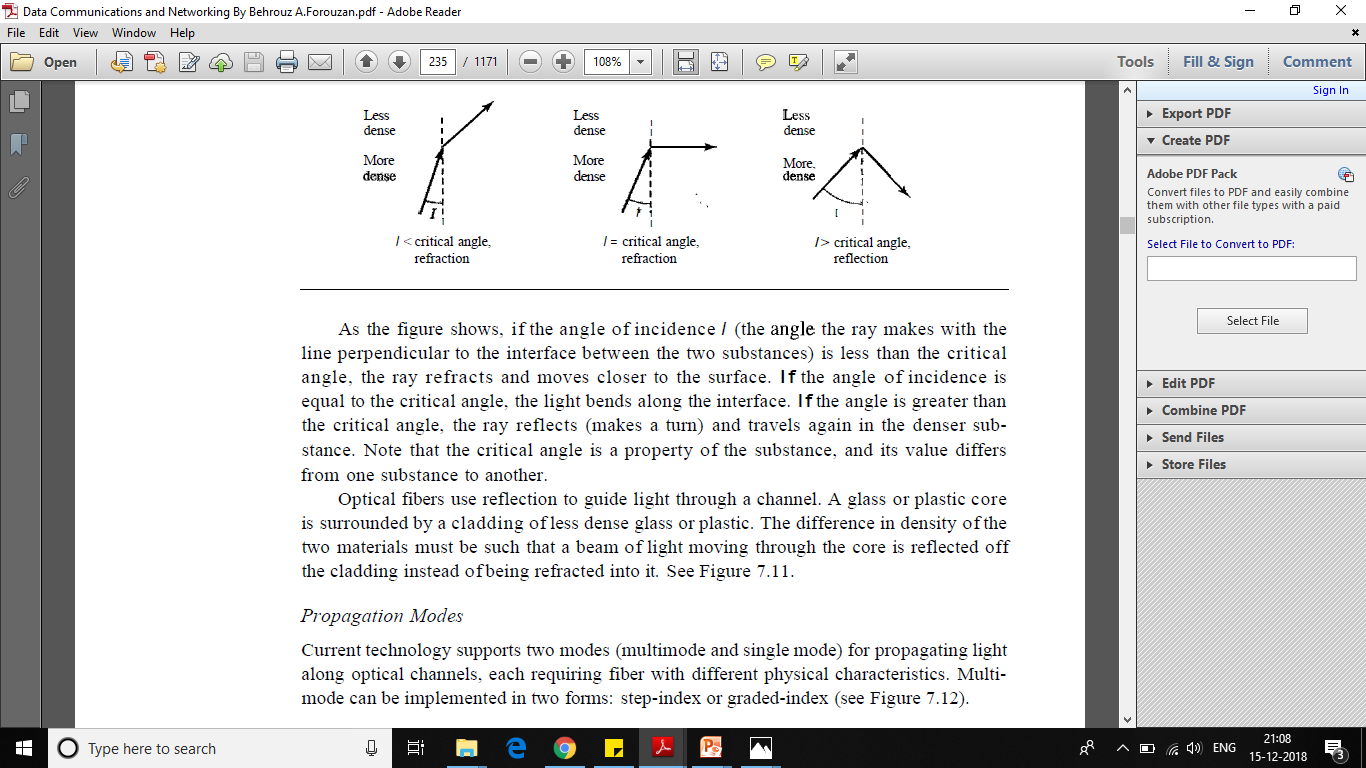 Data Communications and Networking By Behrouz A.Forouzan.pdf - Adobe Reader
File Edit View Window Help
Open 235 / 1171 108% Tools Fill & Sign Comment
Sign In
Export PDF
Create PDF
Adobe PDF Pack
Convert files to PDF and easily combine
them with other file types with a paid
subscription.
Select File to Convert to PDF:
Select File
Edit PDF
Combine PDF
Send Files
Store Files
Less
dense
More
dense
I
I < critical angle,
refraction
Less
dense
More
dense
I = critical angle,
refraction
Less
dense
More.
dense
I
I > critical angle,
reflection
As the figure shows, if the angle of incidence I (the angle the ray makes with the
line perpendicular to the interface between the two substances) is less than the critical
angle, the ray refracts and moves closer to the surface. If the angle of incidence is
equal to the critical angle, the light bends along the interface. If the angle is greater than
the critical angle, the ray reflects (makes a turn) and travels again in the denser sub-
stance. Note that the critical angle is a property of the substance, and its value differs
from one substance to another.
Optical fibers use reflection to guide light through a channel. A glass or plastic core
is surrounded by a cladding of less dense glass or plastic. The difference in density of the
two materials must be such that a beam of light moving through the core is reflected off
the cladding instead of being refracted into it. See Figure 7.11.
Propagation Modes
Current technology supports two modes (multimode and single mode) for propagating light
along optical channels, each requiring fiber with different physical characteristics. Multi-
mode can be implemented in two forms: step-index or graded-index (see Figure 7.12).
Type here to search
ENG
21:08
15-12-2018
3